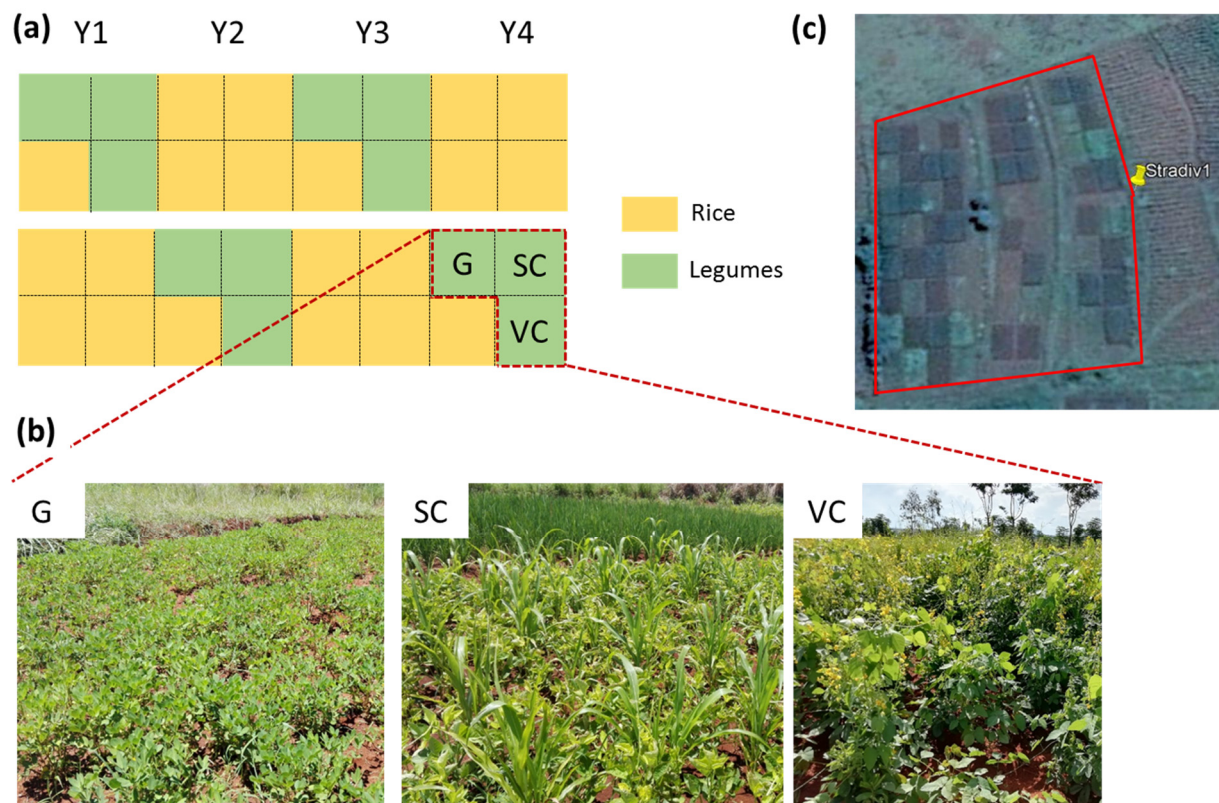 (a)
Y1 Y2 Y3 Y4
(c)
Rice
Legumes
G SC
VC
Stradiv1
(b)
G
SC
VC